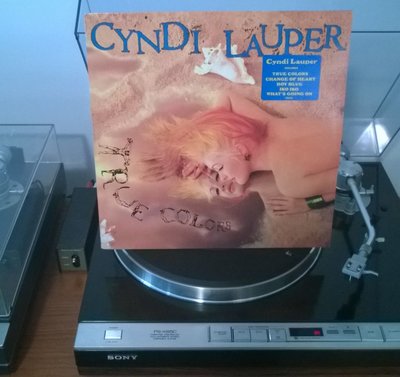 CYNDI LAUPER
Cyndi Lauper
TRUE COLORS
CHANGE OF HEART
BOY BLUE
IKO IKO
WHAT'S GOING ON
TRUE COLORS
SONY